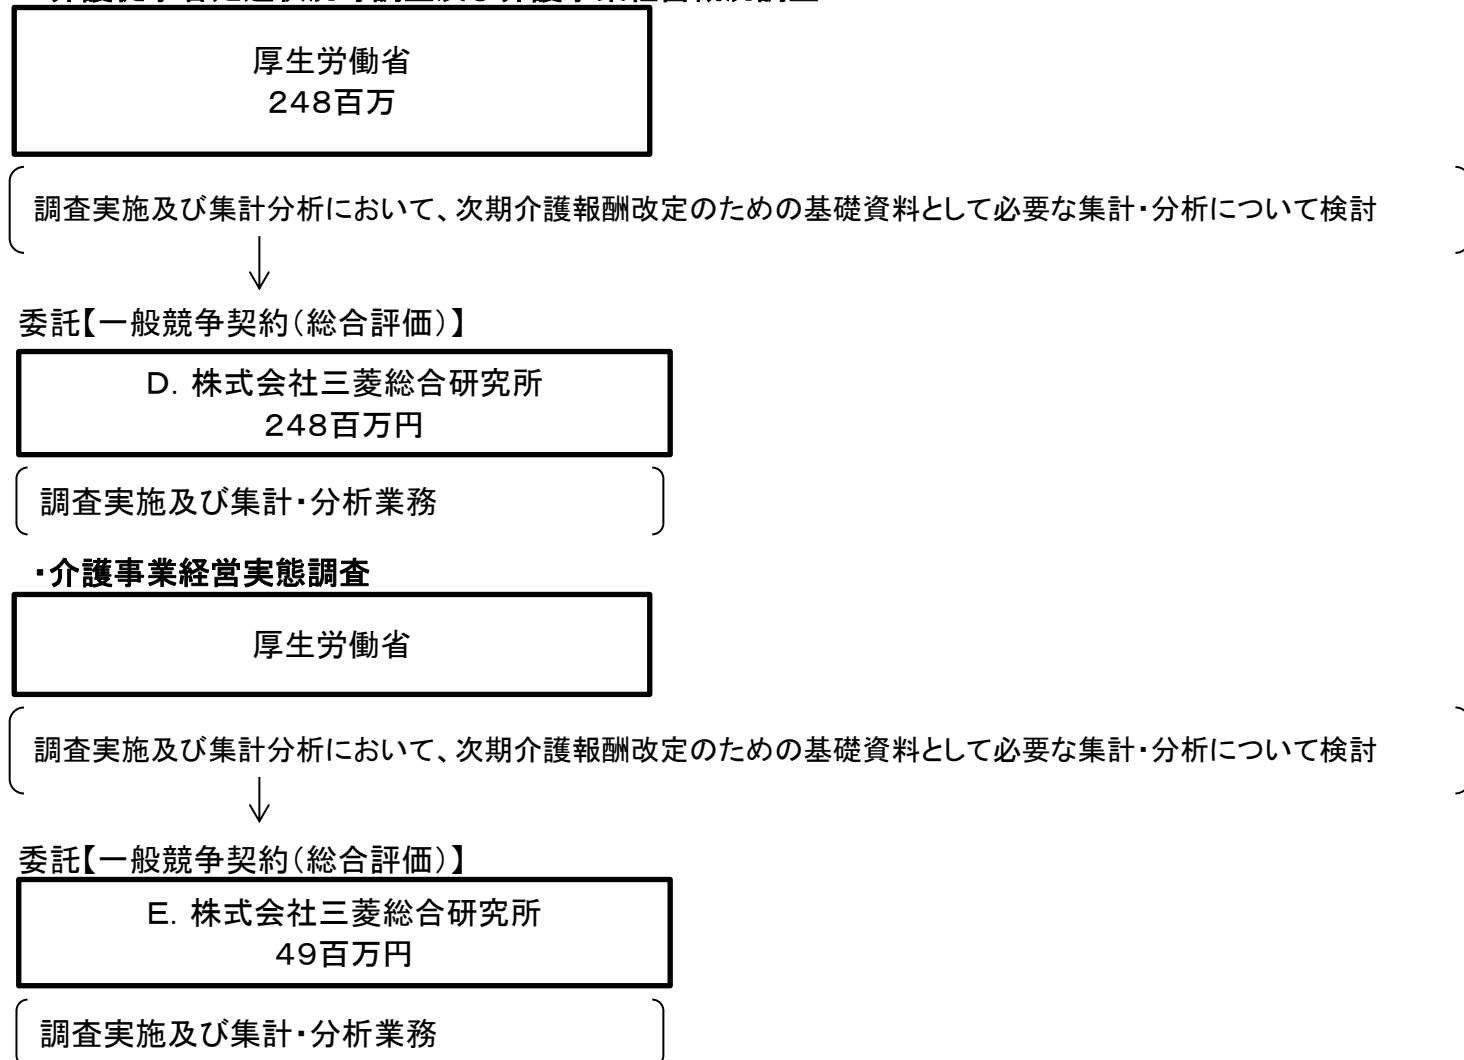 厚生労働省
248百万
調査実施及び集計分析において、次期介護報酬改定のための基礎資料として必要な集計・分析について検討
委託【一般競争契約(総合評価)】
D. 株式会社三菱総合研究所
248百万円
調査実施及び集計・分析業務
・介護事業経営実態調査
厚生労働省
調査実施及び集計分析において、次期介護報酬改定のための基礎資料として必要な集計・分析について検討
委託【一般競争契約(総合評価)】
E. 株式会社三菱総合研究所
49百万円
調査実施及び集計・分析業務